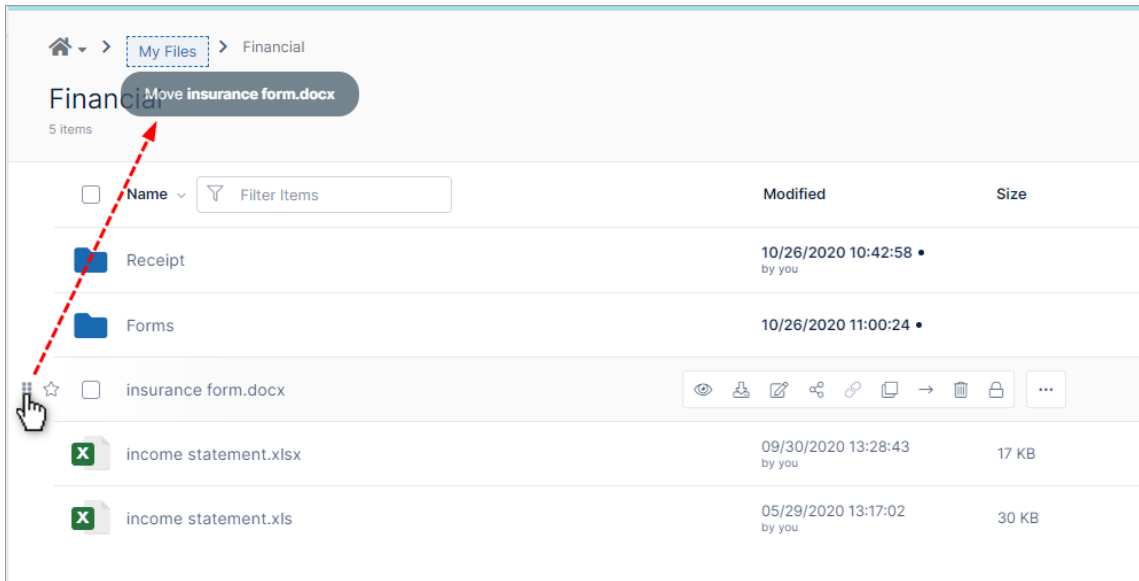 My Files Financial
Financial
Move insurance form.docx
5 items
Name Filter Items Modified Size
Receipt 10/26/2020 10:42:58
by you
Forms 10/26/2020 11:00:24
insurance form.docx
income statement.xlsx 09/30/2020 13:28:43 17 KB
by you
income statement.xls 05/29/2020 13:17:02 30 KB
by you